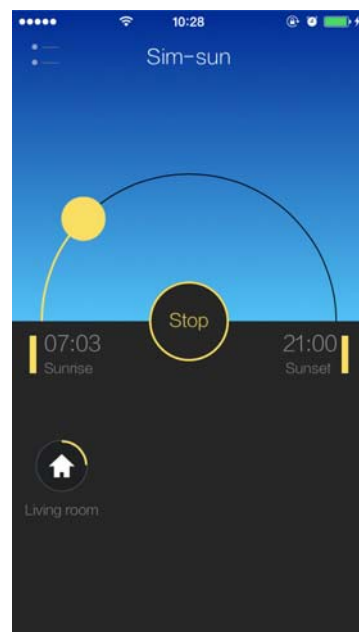 10:28
Sim-sun
Stop
07:03
21:00
Sunrise
Sunset
Living room